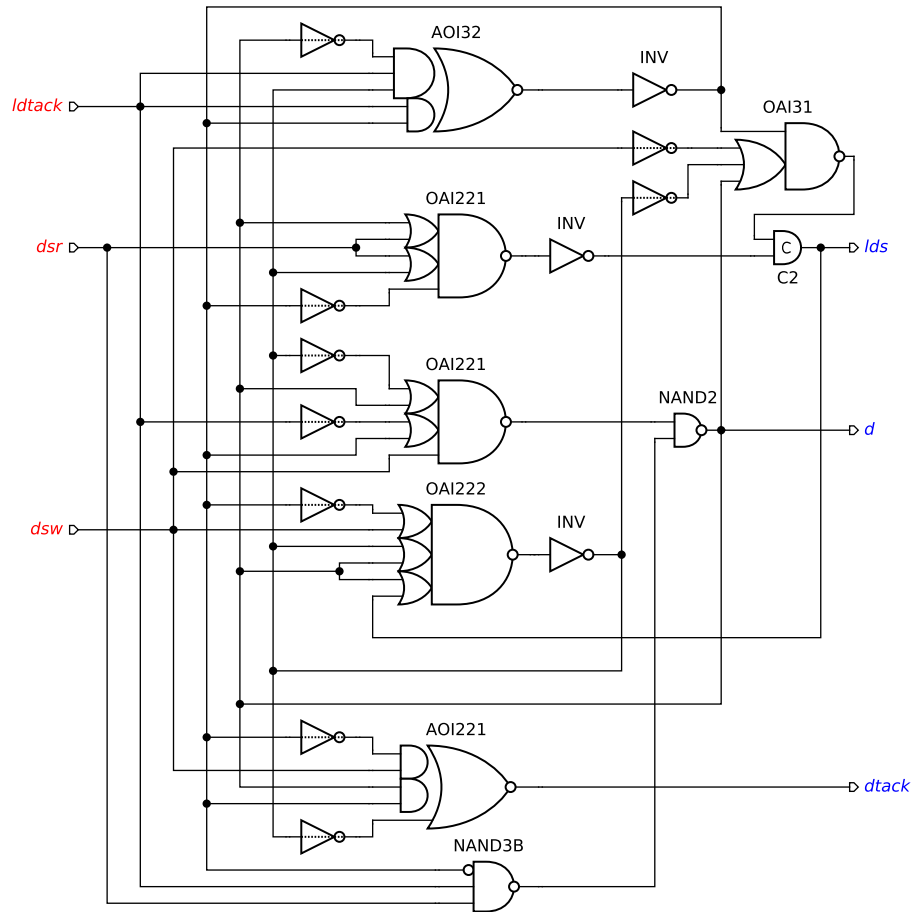 AOI32
INV
ldtack
OAI31
OAI221
INV
dsr
C
lds
C2
OAI221
NAND2
d
OAI222
dsw
INV
AOI221
dtack
NAND3B